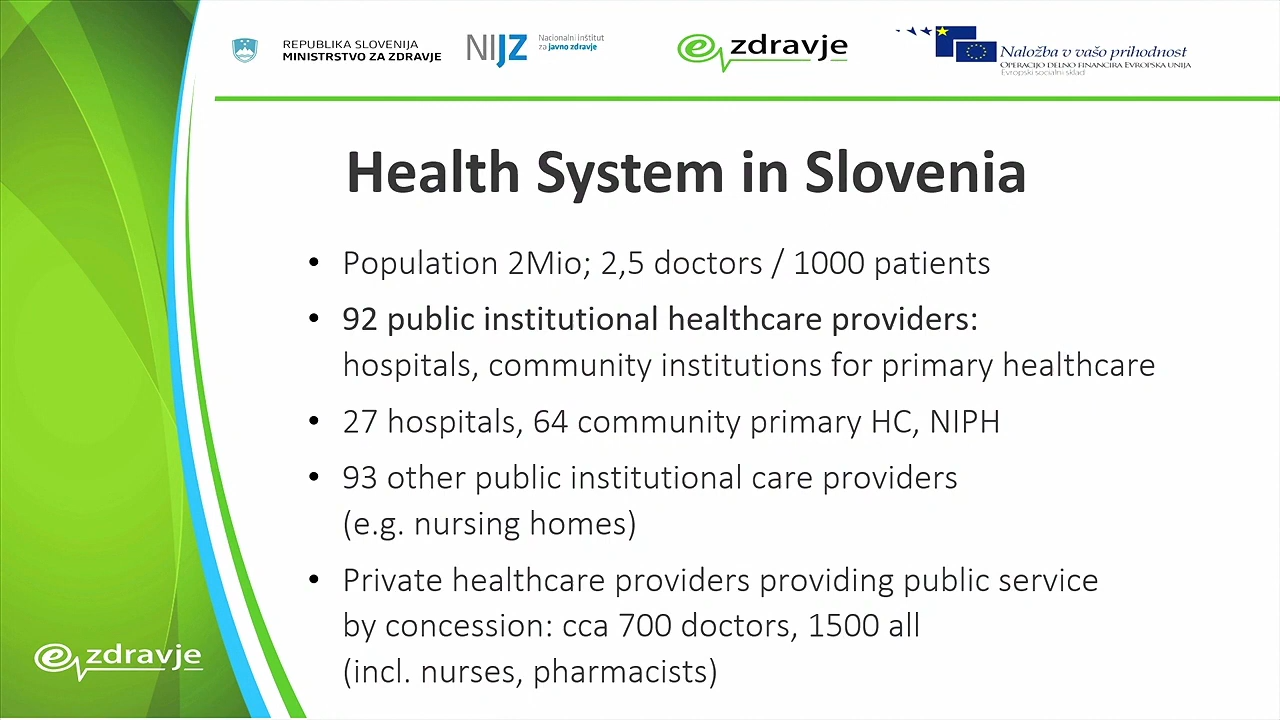 REPUBLIKA SLOVENIJA
MINISTRSTVO ZA ZDRAVJE
NIJZ
Nacionalni inštitut
za javno zdravje
e zdravje
Naložba v vašo prihodnost
OPERACIJO DELNO FINANCIRA EVROPSKA UNIJA
Evropski socialni sklad
Health System in Slovenia
• Population 2Mio; 2,5 doctors / 1000 patients
• 92 public institutional healthcare providers:
hospitals, community institutions for primary healthcare
• 27 hospitals, 64 community primary HC, NIPH
• 93 other public institutional care providers
(e.g. nursing homes)
• Private healthcare providers providing public service
by concession: cca 700 doctors, 1500 all
(incl. nurses, pharmacists)
e zdravje